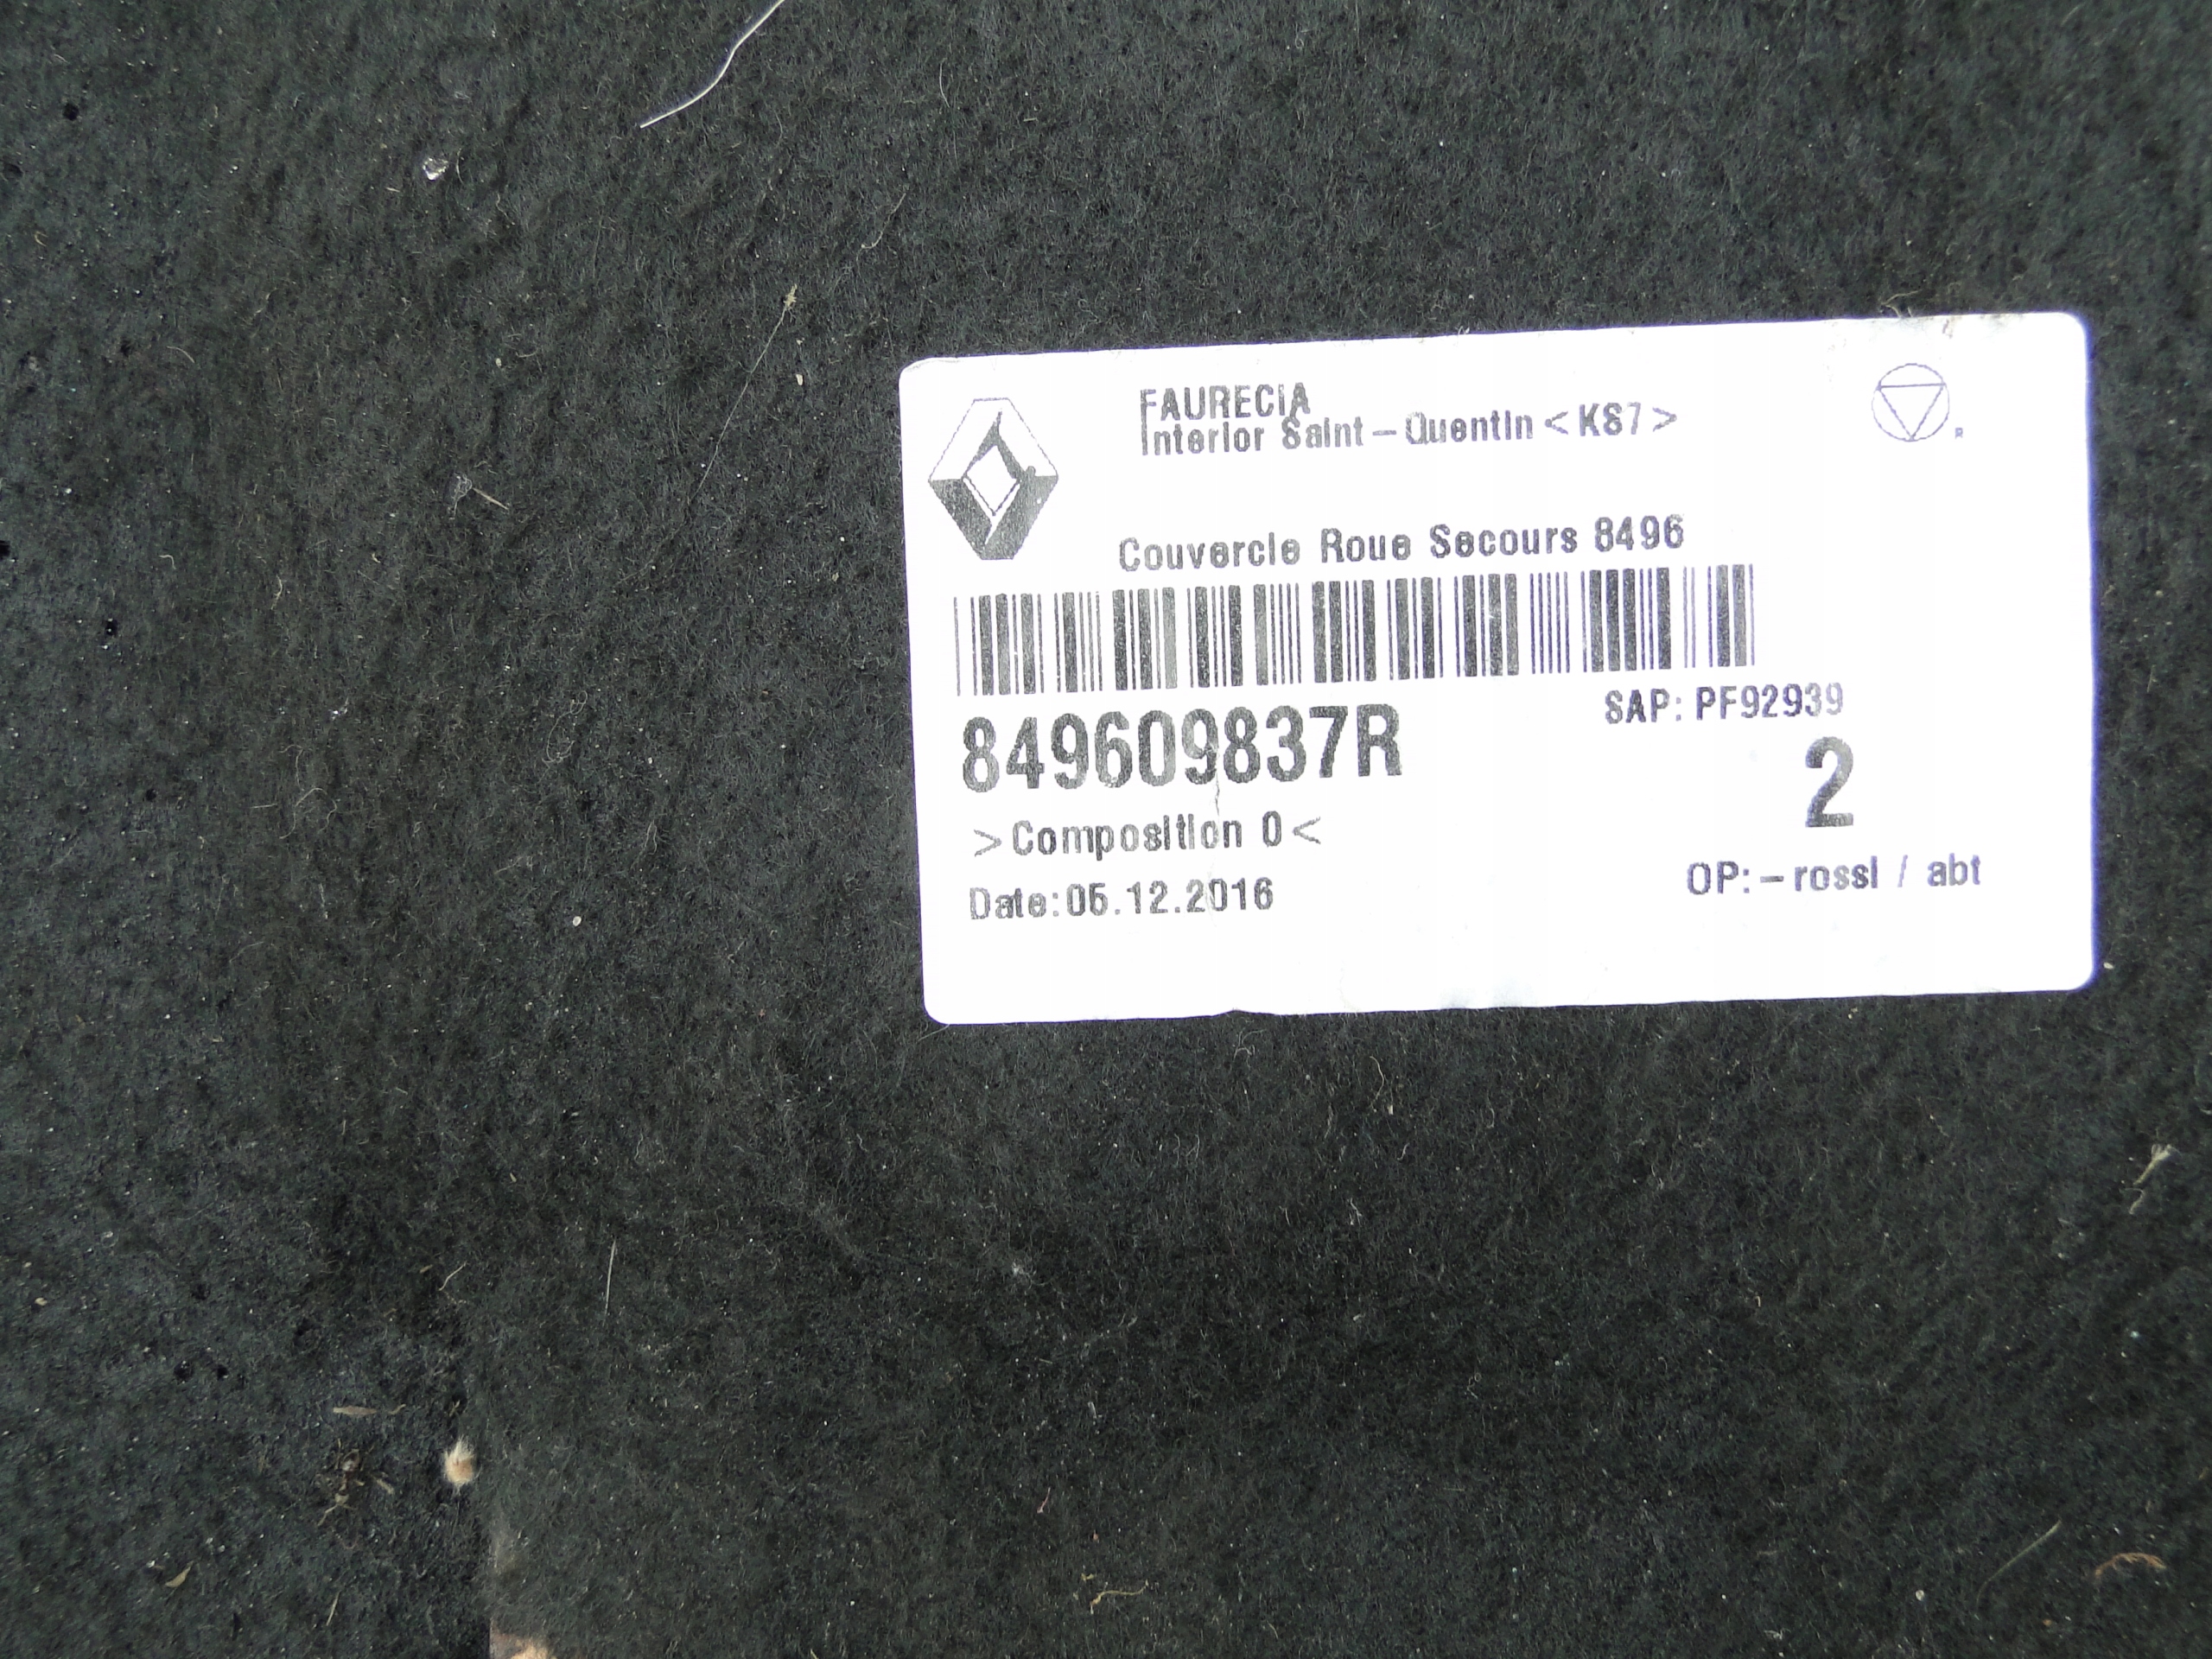 FAURECIA
Interior Saint-Quentin <KS7>
Couvercle Roue Secours 8496
SAP: PF92939
849609837R
2
>Composition 0<
OP:-rossi / abt
Date:05.12.2016